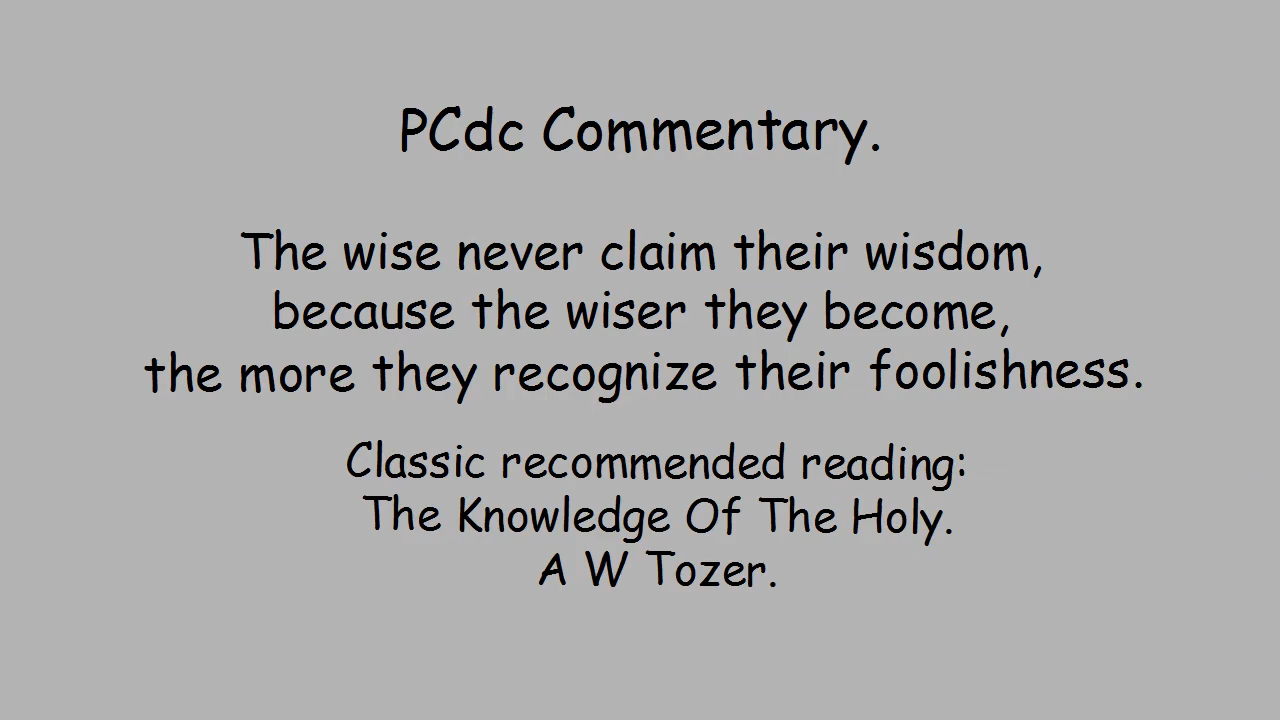 PCdc Commentary.
The wise never claim their wisdom,
because the wiser they become,
the more they recognize their foolishness.
Classic recommended reading:
The Knowledge Of The Holy.
A W Tozer.